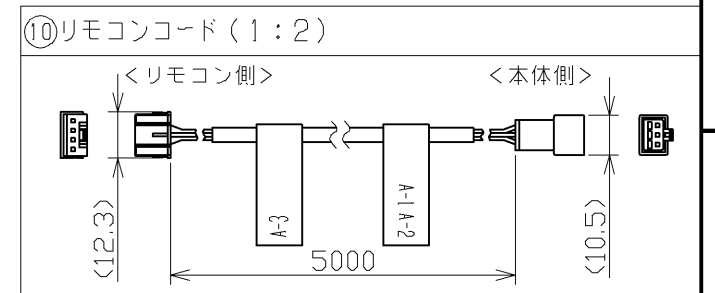 ⑩リモコンコード(1:2)
<リモコン側>
<本体側>
A-3
A-1 A-2
(12.3)
(10.5)
5000